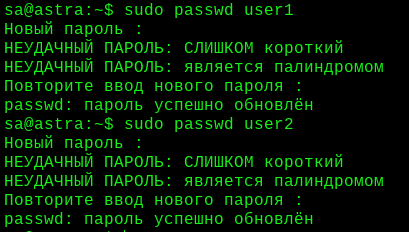 sa@astra:~$ sudo passwd user1
Новый пароль :
НЕУДАЧНЫЙ ПАРОЛЬ: СЛИШКОМ короткий
НЕУДАЧНЫЙ ПАРОЛЬ: является палиндромом
Повторите ввод нового пароля :
passwd: пароль успешно обновлён
sa@astra:~$ sudo passwd user2
Новый пароль :
НЕУДАЧНЫЙ ПАРОЛЬ: СЛИШКОМ короткий
НЕУДАЧНЫЙ ПАРОЛЬ: является палиндромом
Повторите ввод нового пароля :
passwd: пароль успешно обновлён